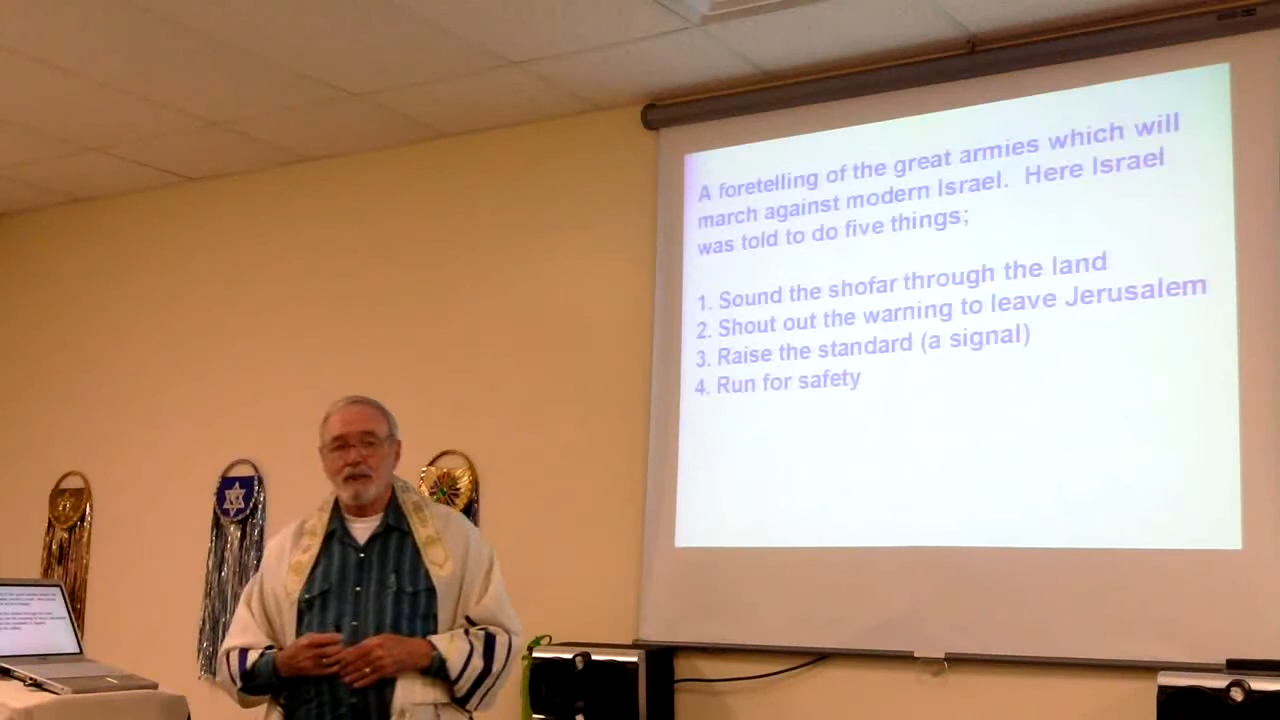 A foretelling of the great armies which will
march against modern Israel.  Here Israel
was told to do five things;
1. Sound the shofar through the land
2. Shout out the warning to leave Jerusalem
3. Raise the standard (a signal)
4. Run for safety